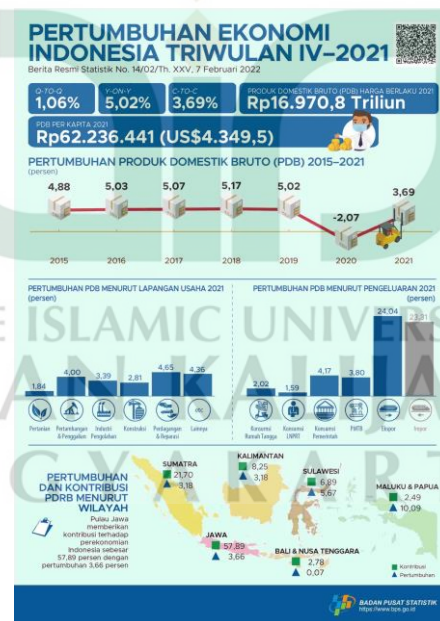 PERTUMBUHAN EKONOMI
INDONESIA TRIWULAN IV–2021
Berita Resmi Statistik No. 14/02/Th. XXV, 7 Februari 2022
Q-TO-Q
1,06%
Y-ON-Y
5,02%
C-TO-C
3,69%
PRODUK DOMESTIK BRUTO (PDB) HARGA BERLAKU 2021
Rp16.970,8 Triliun
PDB PER KAPITA 2021
Rp62.236.441 (US$4.349,5)
PERTUMBUHAN PRODUK DOMESTIK BRUTO (PDB) 2015–2021
(persen)
4,88 5,03 5,07 5,17 5,02 -2,07 3,69
2015 2016 2017 2018 2019 2020 2021
PERTUMBUHAN PDB MENURUT LAPANGAN USAHA 2021
(persen)
1,84 4,00 3,39 2,81 4,65 4,36
Pertanian
Pertambangan
& Penggalian
Industri
Pengolahan
Konstruksi
Perdagangan
& Reparasi
Lainnya
PERTUMBUHAN PDB MENURUT PENGELUARAN 2021
(persen)
2,02 1,59 4,17 3,80 24,04 23,31
Konsumsi
Rumah Tangga
Konsumsi
LNPRT
Konsumsi
Pemerintah
PMTB
Ekspor
Impor
E ISLAMIC UNIVERS
AN KALIJA
GYAKART
PERTUMBUHAN
DAN KONTRIBUSI
PDRB MENURUT
WILAYAH
Pulau Jawa
memberikan
kontribusi terhadap
perekonomian
Indonesia sebesar
57,89 persen dengan
pertumbuhan 3,66 persen
SUMATRA
21,70
3,18
KALIMANTAN
8,25
3,18
SULAWESI
6,89
5,67
MALUKU & PAPUA
2,49
10,09
JAWA
57,89
3,66
BALI & NUSA TENGGARA
2,78
0,07
Kontribusi
Pertumbuhan
BADAN PUSAT STATISTIK
https://www.bps.go.id